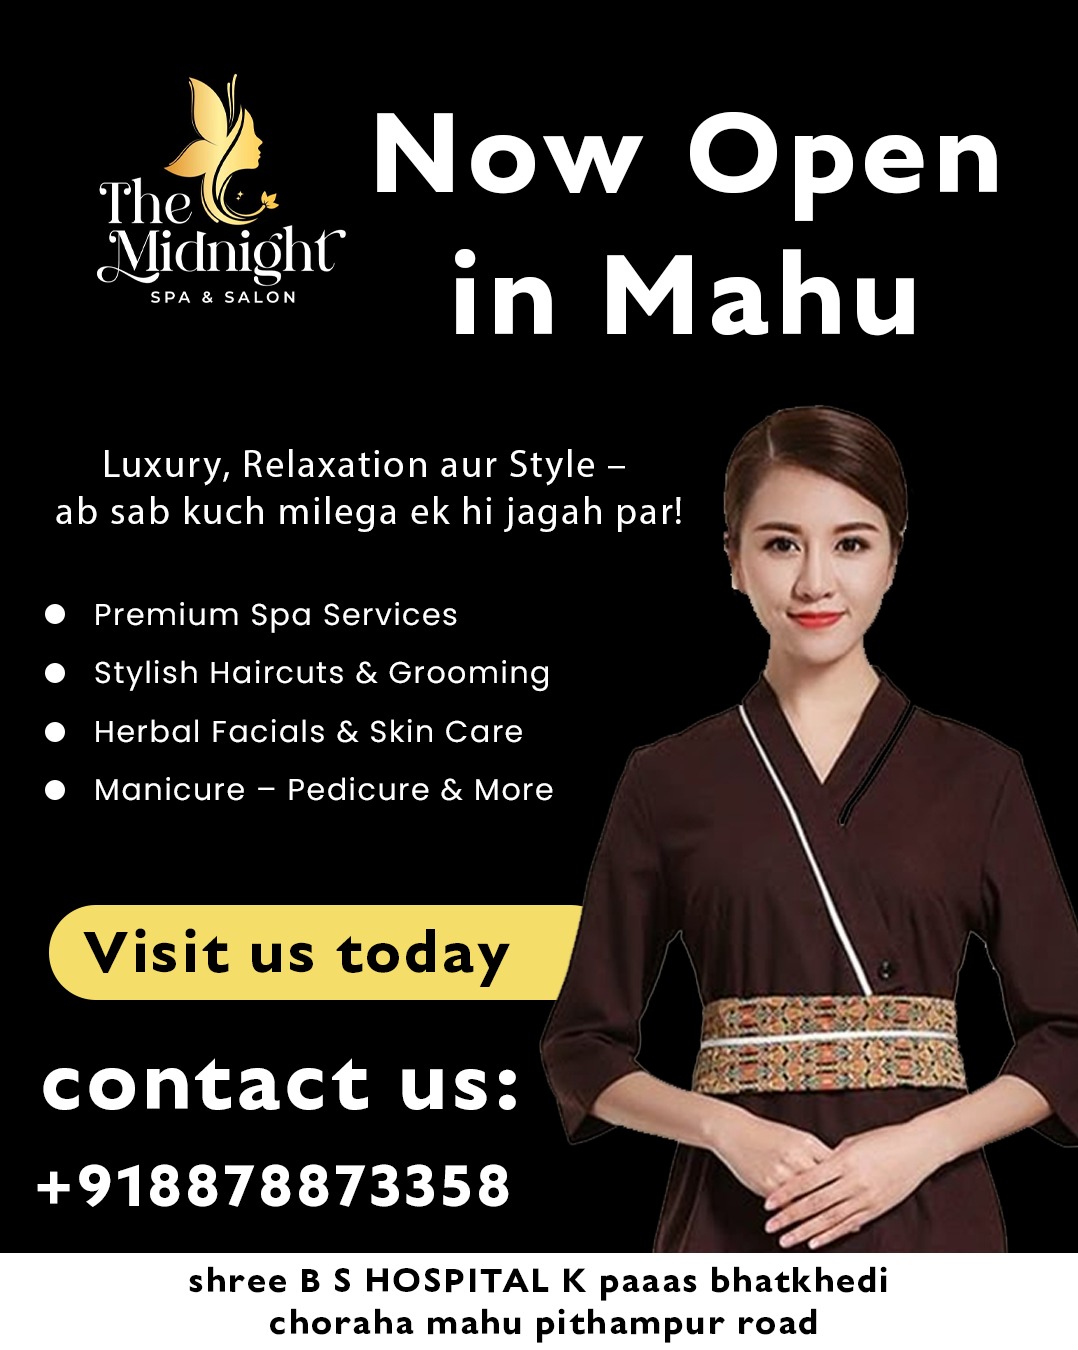 The
Midnight
SPA & SALON
Now Open
in Mahu
Luxury, Relaxation aur Style –
ab sab kuch milega ek hi jagah par!
Premium Spa Services
Stylish Haircuts & Grooming
Herbal Facials & Skin Care
Manicure – Pedicure & More
Visit us today
contact us:
+918878873358
shree B S HOSPITAL K paaas bhatkhedi
choraha mahu pithampur road